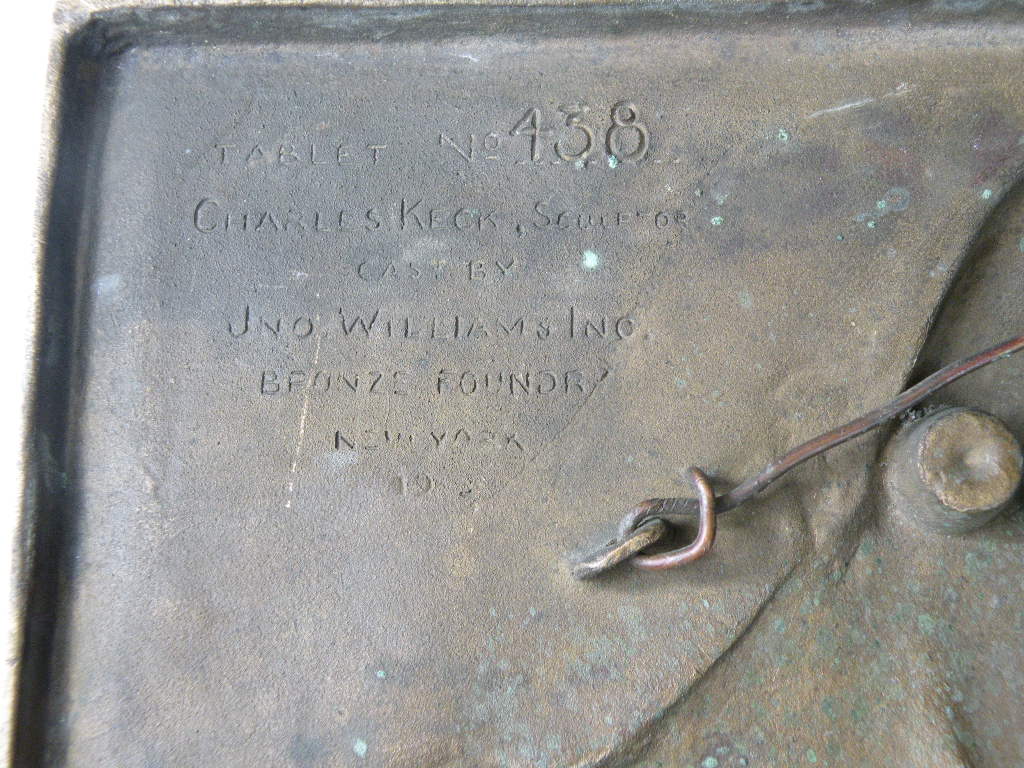 TABLET No 438
CHARLES KECK, SCULPTOR
CAST BY
JNO. WILLIAMS INC.
BRONZE FOUNDRY
NEW YORK